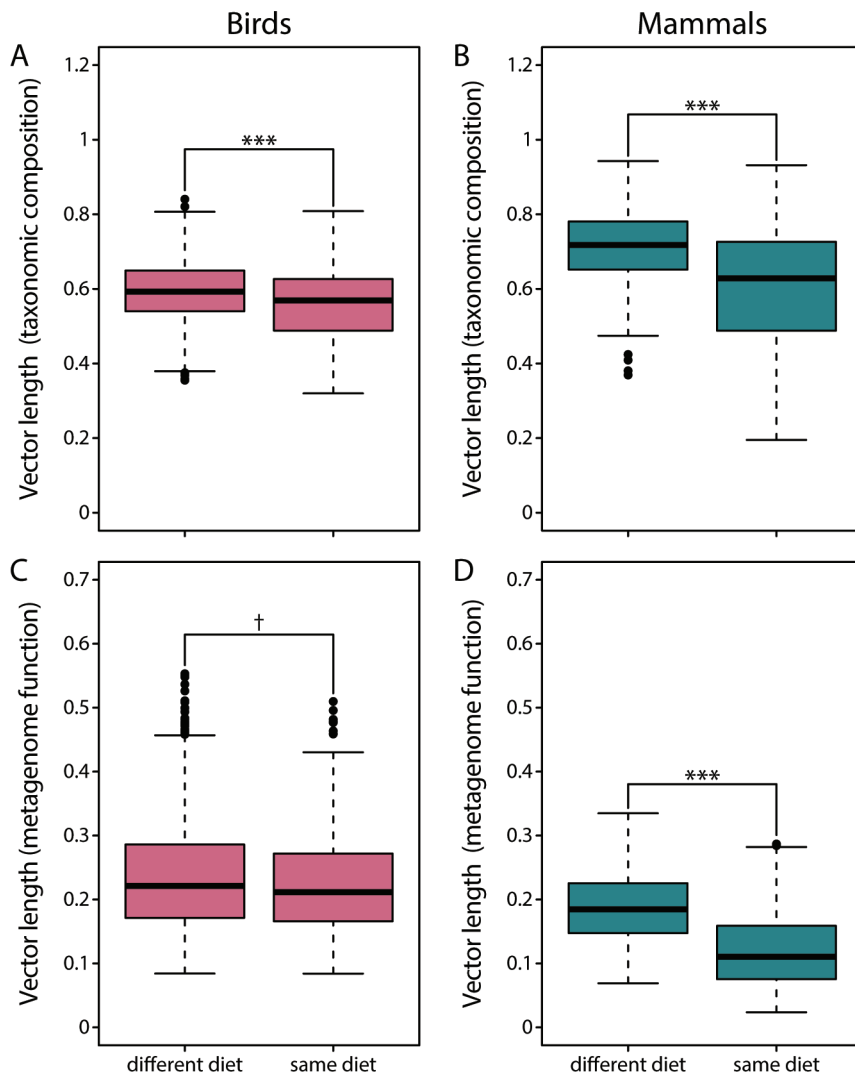 Birds
Mammals
A
Vector length (taxonomic composition)
1.2
1
0.8
0.6
0.4
0.2
0
***
B
Vector length (taxonomic composition)
1.2
1
0.8
0.6
0.4
0.2
0
***
C
Vector length (metagenome function)
0.7
0.6
0.5
0.4
0.3
0.2
0.1
0
†
different diet
same diet
D
Vector length (metagenome function)
0.7
0.6
0.5
0.4
0.3
0.2
0.1
0
***
different diet
same diet